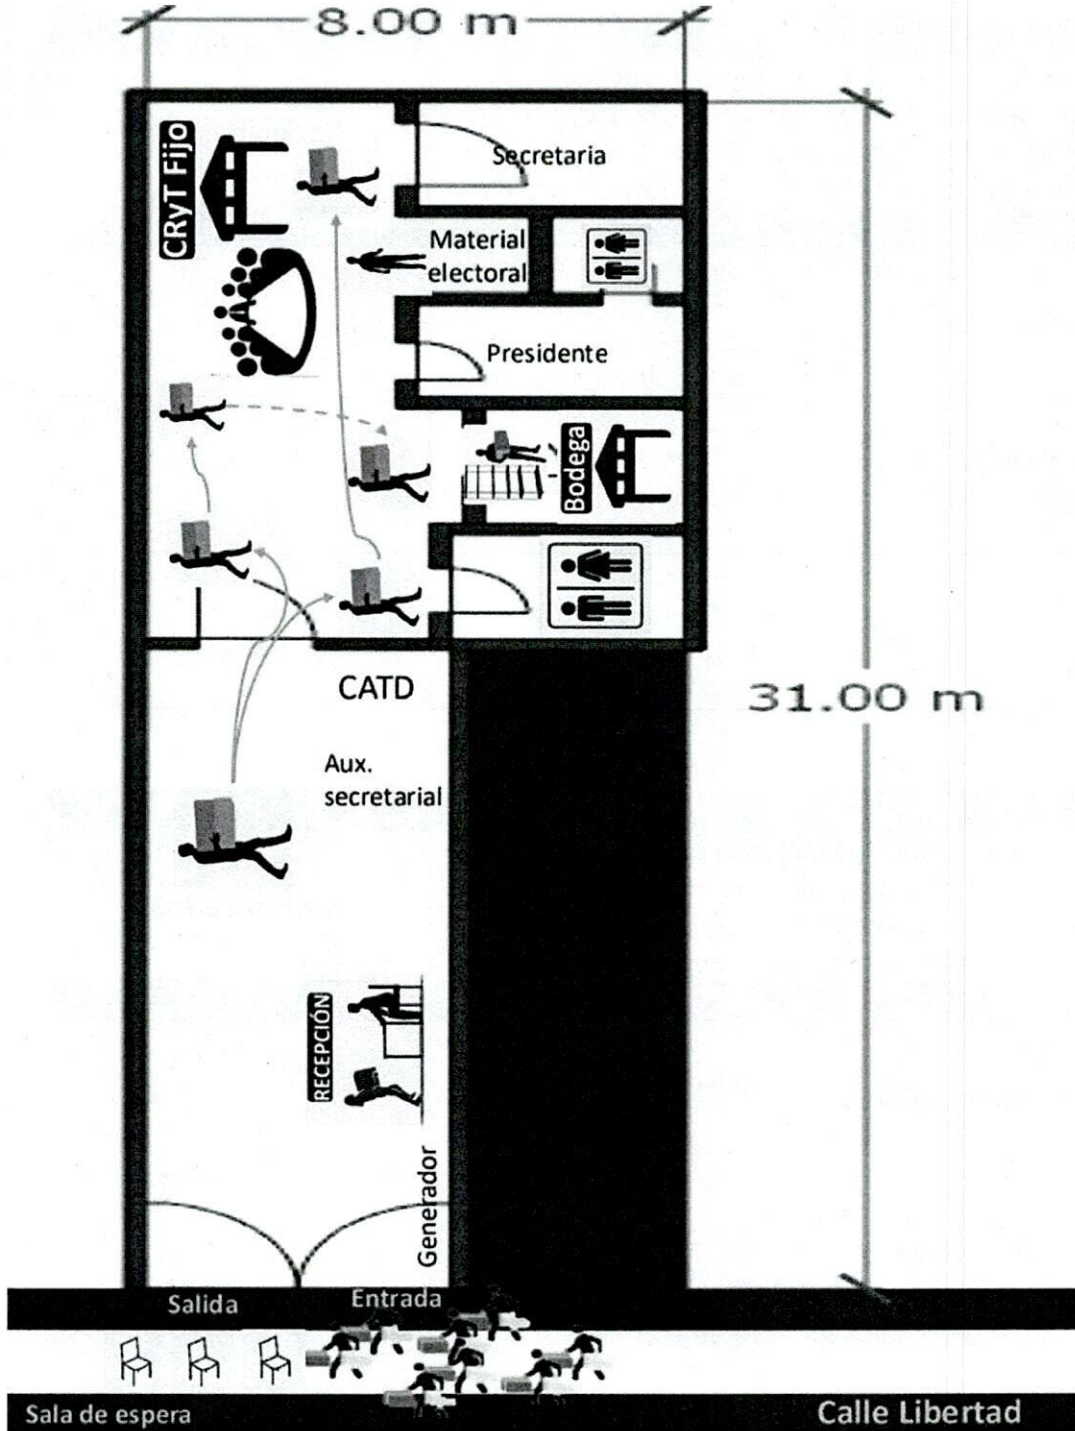 8.00 m
CRyT Fijo
Secretaria
Material
electoral
Presidente
Bodega
31.00 m
CATD
Aux.
secretarial
RECEPCIÓN
Generador
Salida
Entrada
Sala de espera
Calle Libertad